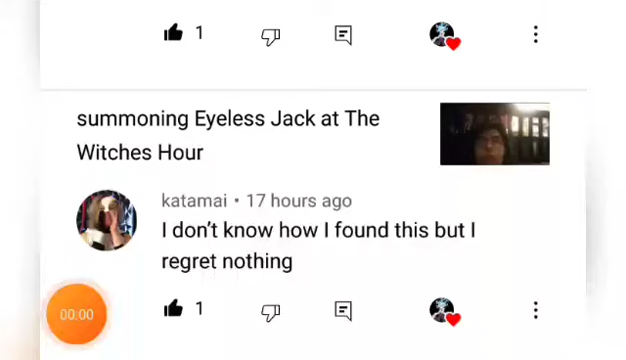 1
summoning Eyeless Jack at The
Witches Hour
katamai • 17 hours ago
I don't know how I found this but I
regret nothing
00:00
1